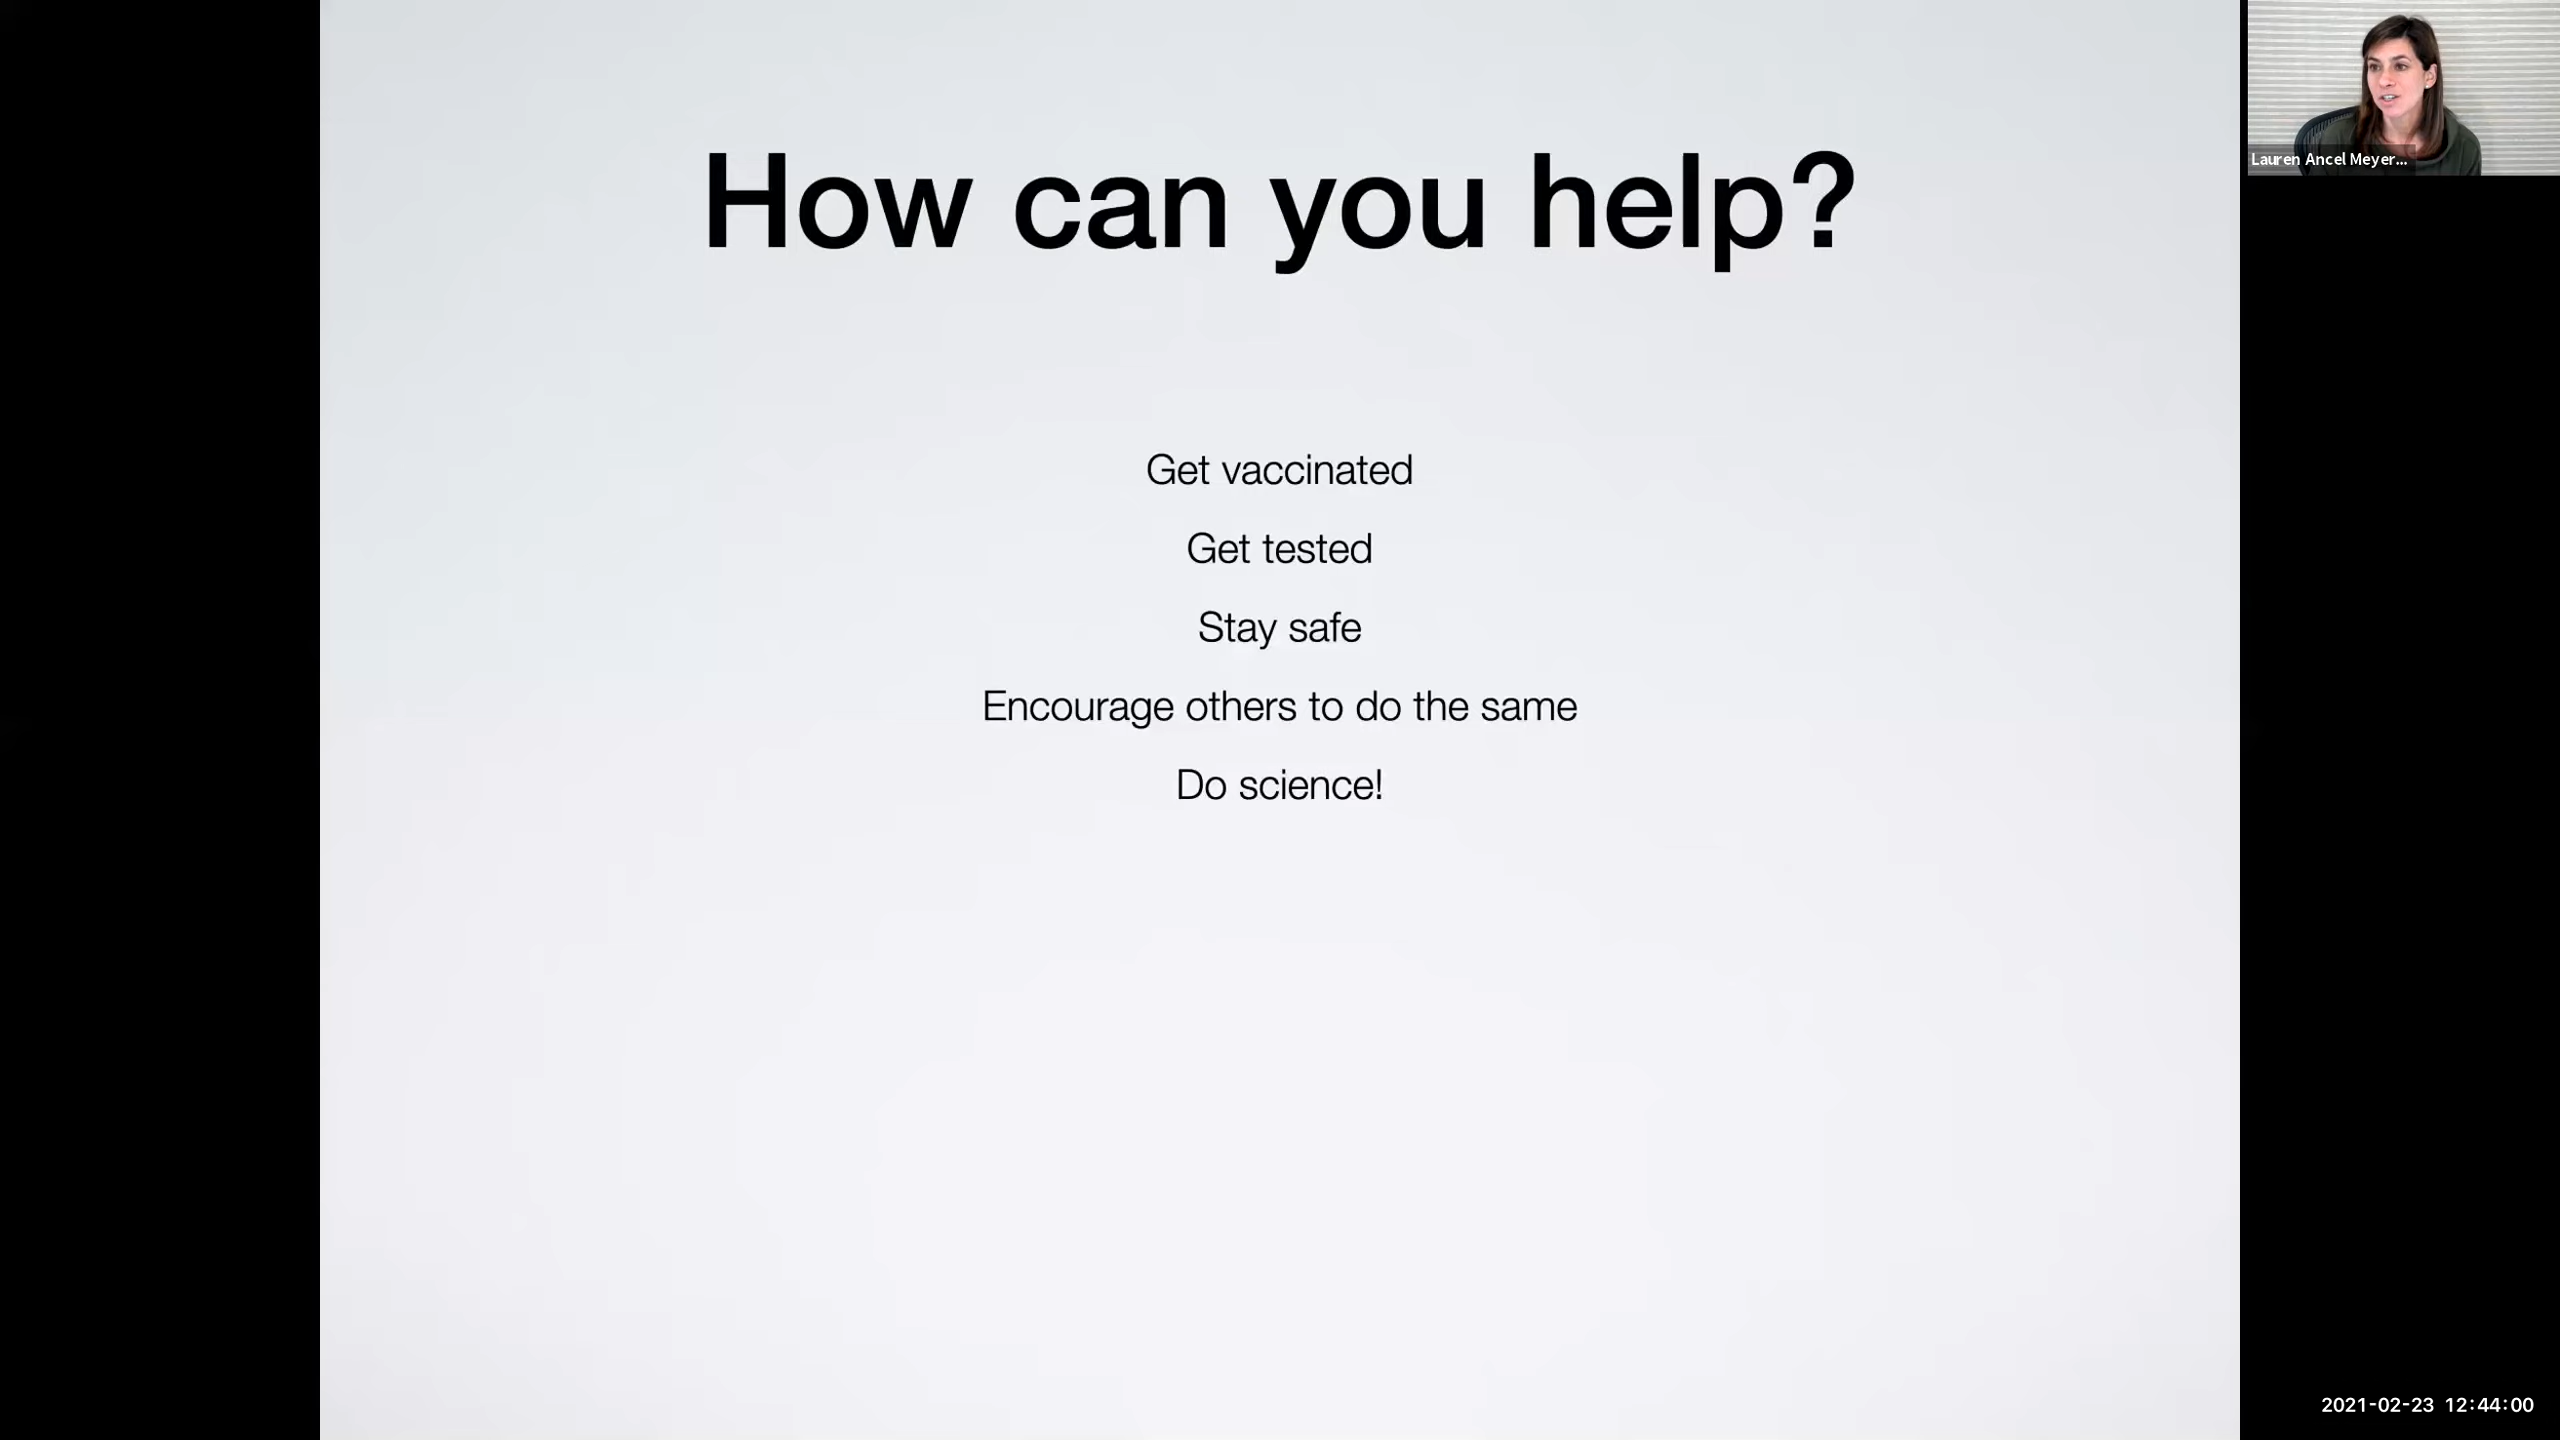 How can you help?
Get vaccinated
Get tested
Stay safe
Encourage others to do the same
Do science!
Lauren Ancel Meyer...
2021-02-23 12:44:00